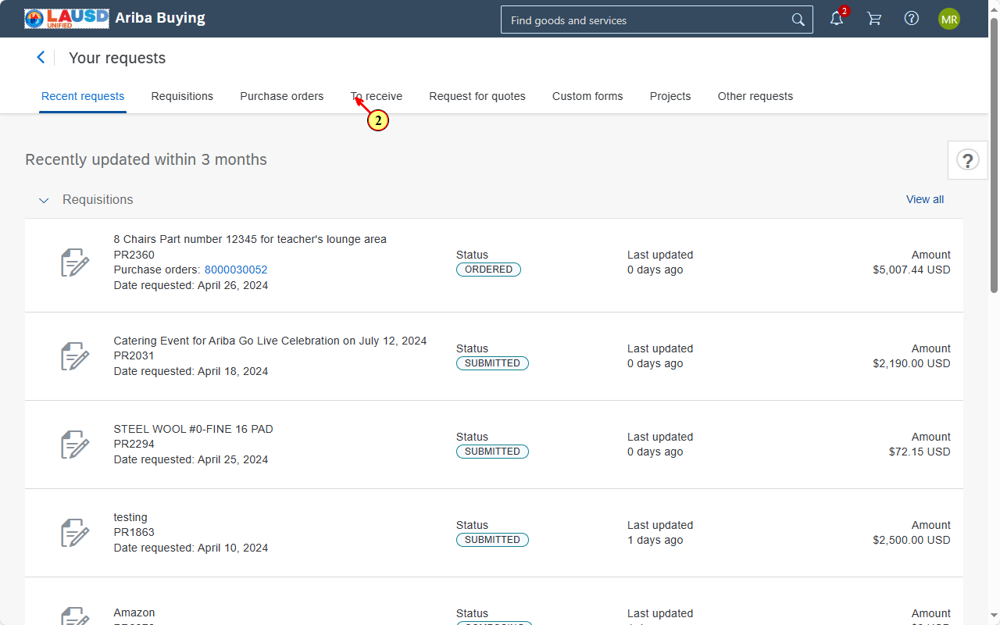 LAUSD
UNIFIED
Ariba Buying
Find goods and services
2
?
MR
Your requests
Recent requests
Requisitions
Purchase orders
To receive
Request for quotes
Custom forms
Projects
Other requests
2
Recently updated within 3 months
?
Requisitions
View all
8 Chairs Part number 12345 for teacher's lounge area
PR2360
Purchase orders: 8000030052
Date requested: April 26, 2024
Status
ORDERED
Last updated
0 days ago
Amount
$5,007.44 USD
Catering Event for Ariba Go Live Celebration on July 12, 2024
PR2031
Date requested: April 18, 2024
Status
SUBMITTED
Last updated
0 days ago
Amount
$2,190.00 USD
STEEL WOOL #0-FINE 16 PAD
PR2294
Date requested: April 25, 2024
Status
SUBMITTED
Last updated
0 days ago
Amount
$72.15 USD
testing
PR1863
Date requested: April 10, 2024
Status
SUBMITTED
Last updated
1 days ago
Amount
$2,500.00 USD
Amazon
Status
Last updated
Amount